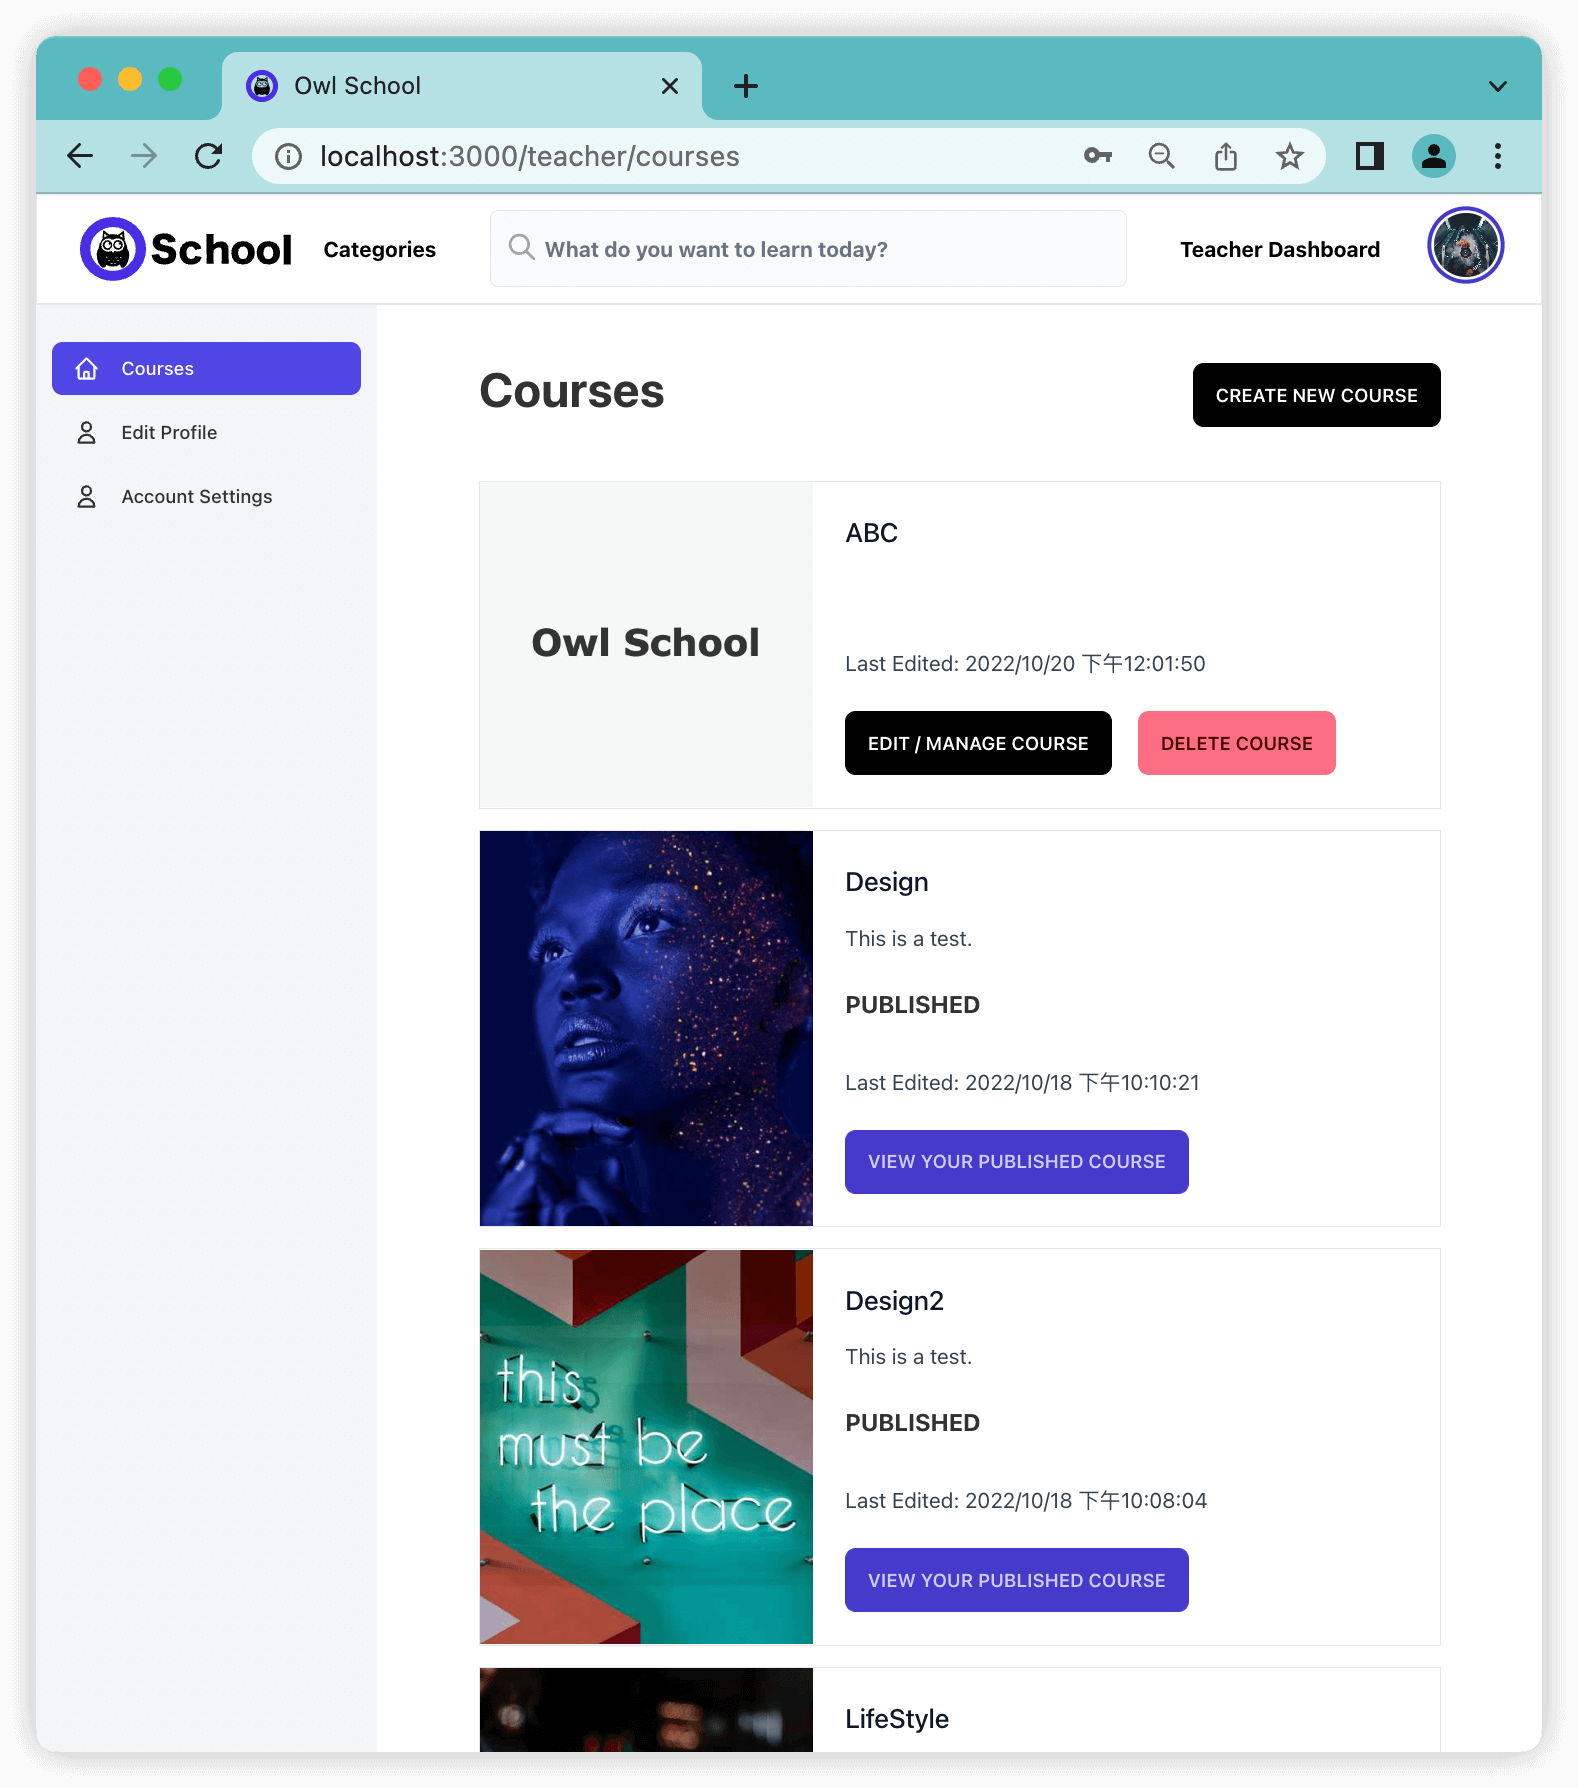 Owl School
localhost:3000/teacher/courses
School
Categories
What do you want to learn today?
Teacher Dashboard
Courses
Edit Profile
Account Settings
Courses
CREATE NEW COURSE
Owl School
ABC
Last Edited: 2022/10/20 下午12:01:50
EDIT / MANAGE COURSE
DELETE COURSE
Design
This is a test.
PUBLISHED
Last Edited: 2022/10/18 下午10:10:21
VIEW YOUR PUBLISHED COURSE
this
must be
the place
Design2
This is a test.
PUBLISHED
Last Edited: 2022/10/18 下午10:08:04
VIEW YOUR PUBLISHED COURSE
LifeStyle